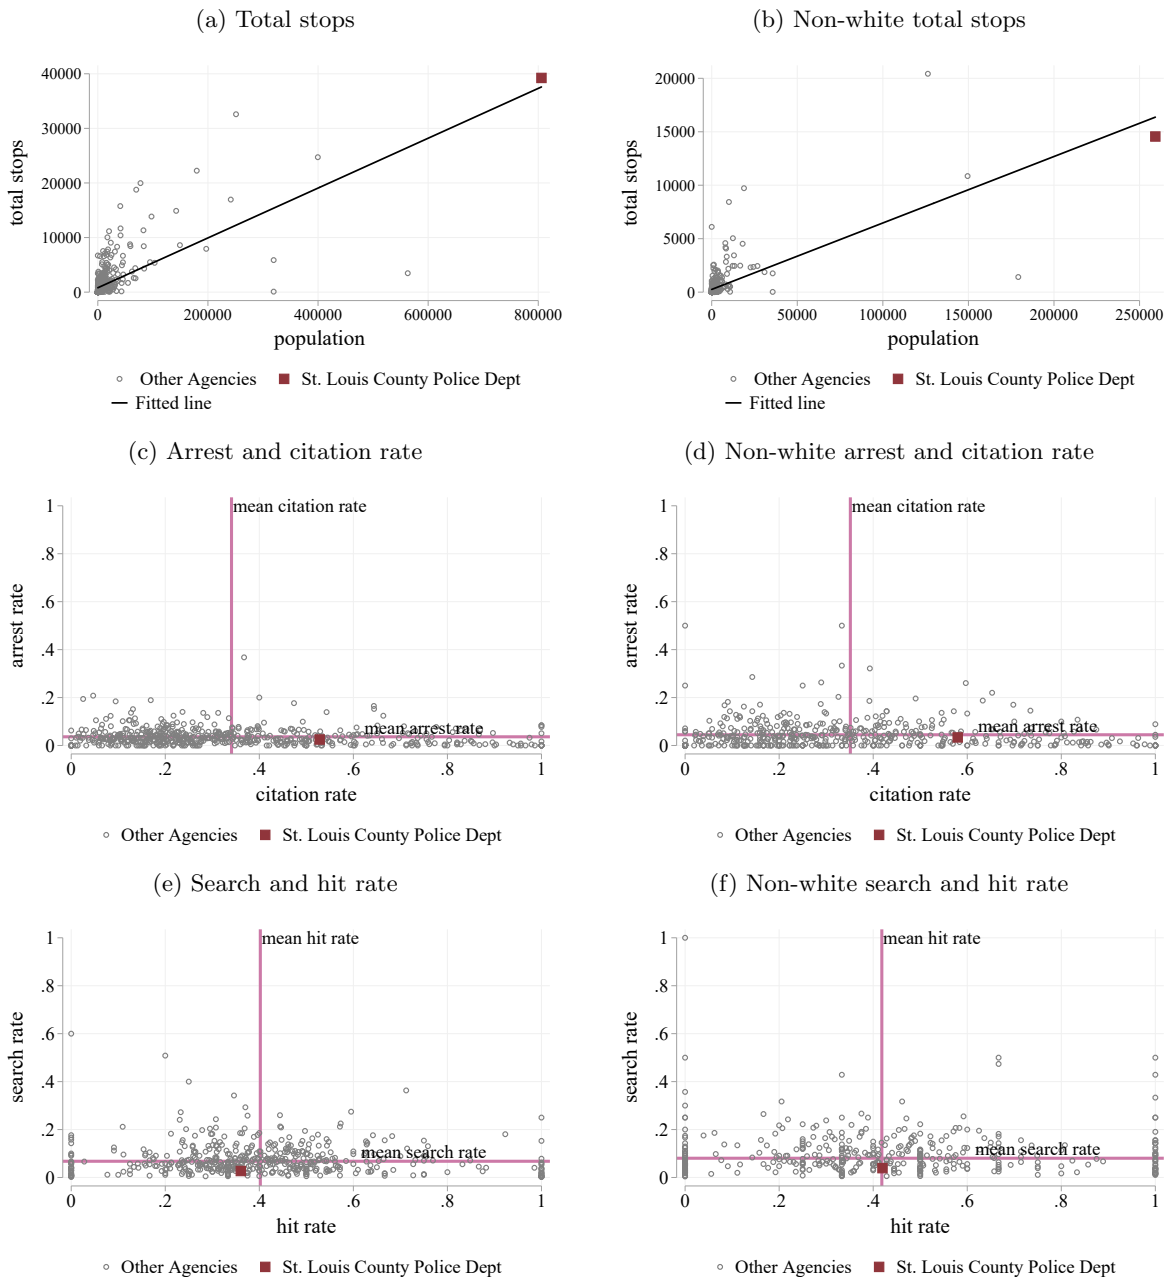 (a) Total stops
(b) Non-white total stops
total stops
40000
30000
20000
10000
0
0
200000
400000
600000
800000
population
Other Agencies
St. Louis County Police Dept
Fitted line
total stops
20000
15000
10000
5000
0
0
50000
100000
150000
200000
250000
population
Other Agencies
St. Louis County Police Dept
Fitted line
(c) Arrest and citation rate
(d) Non-white arrest and citation rate
arrest rate
1
.8
.6
.4
.2
0
mean citation rate
mean arrest rate
0
.2
.4
.6
.8
1
citation rate
Other Agencies
St. Louis County Police Dept
arrest rate
1
.8
.6
.4
.2
0
mean citation rate
mean arrest rate
0
.2
.4
.6
.8
1
citation rate
Other Agencies
St. Louis County Police Dept
(e) Search and hit rate
(f) Non-white search and hit rate
search rate
1
.8
.6
.4
.2
0
mean hit rate
mean search rate
0
.2
.4
.6
.8
1
hit rate
Other Agencies
St. Louis County Police Dept
search rate
1
.8
.6
.4
.2
0
mean hit rate
mean search rate
0
.2
.4
.6
.8
1
hit rate
Other Agencies
St. Louis County Police Dept